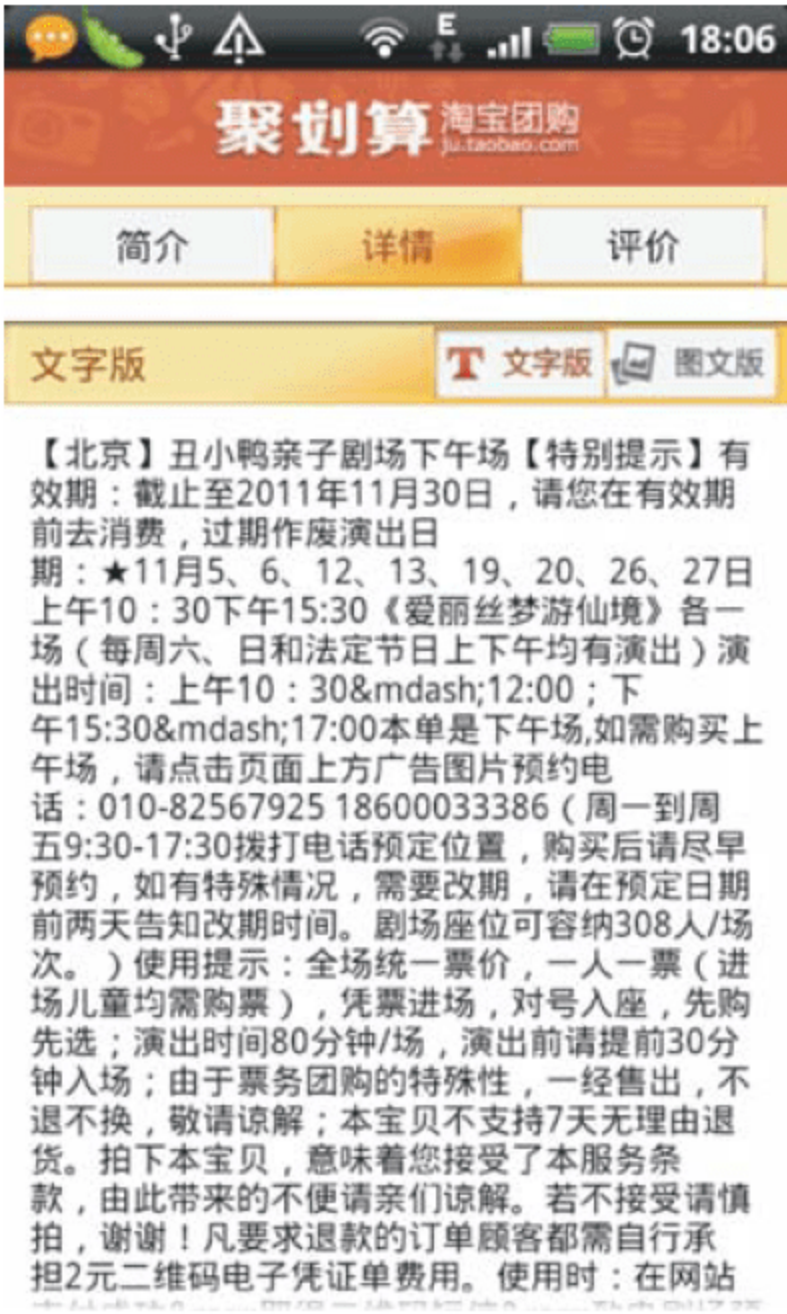 E
18:06
聚划算 淘宝团购
ju.taobao.com
简介 详情 评价
文字版 T 文字版 图文版
【北京】丑小鸭亲子剧场下午场【特别提示】有
效期：截止至2011年11月30日，请您在有效期
前去消费，过期作废演出日
期：★11月5、6、12、13、19、20、26、27日
上午10：30下午15:30《爱丽丝梦游仙境》各一
场（每周六、日和法定节日上下午均有演出）演
出时间：上午10：30&mdash;12:00；下
午15:30&mdash;17:00本单是下午场,如需购买上
午场，请点击页面上方广告图片预约电
话：010-82567925 18600033386（周一到周
五9:30-17:30拨打电话预定位置，购买后请尽早
预约，如有特殊情况，需要改期，请在预定日期
前两天告知改期时间。剧场座位可容纳308人/场
次。）使用提示：全场统一票价，一人一票（进
场儿童均需购票），凭票进场，对号入座，先购
先选；演出时间80分钟/场，演出前请提前30分
钟入场；由于票务团购的特殊性，一经售出，不
退不换，敬请谅解；本宝贝不支持7天无理由退
货。拍下本宝贝，意味着您接受了本服务条
款，由此带来的不便请亲们谅解。若不接受请慎
拍，谢谢！凡要求退款的订单顾客都需自行承
担2元二维码电子凭证单费用。使用时：在网站